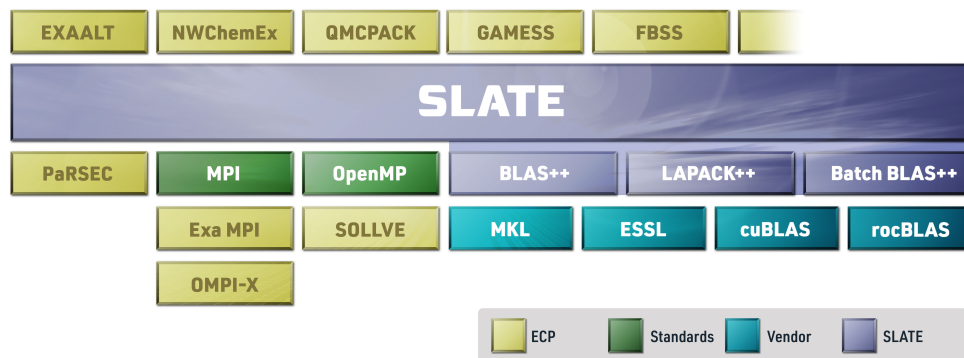 EXAALT NWChemEx QMCPACK GAMESS FBSS
SLATE
PaRSEC MPI OpenMP BLAS++ LAPACK++ Batch BLAS++
Exa MPI SOLLVE MKL ESSL cuBLAS rocBLAS
OMPI-X
ECP Standards Vendor SLATE